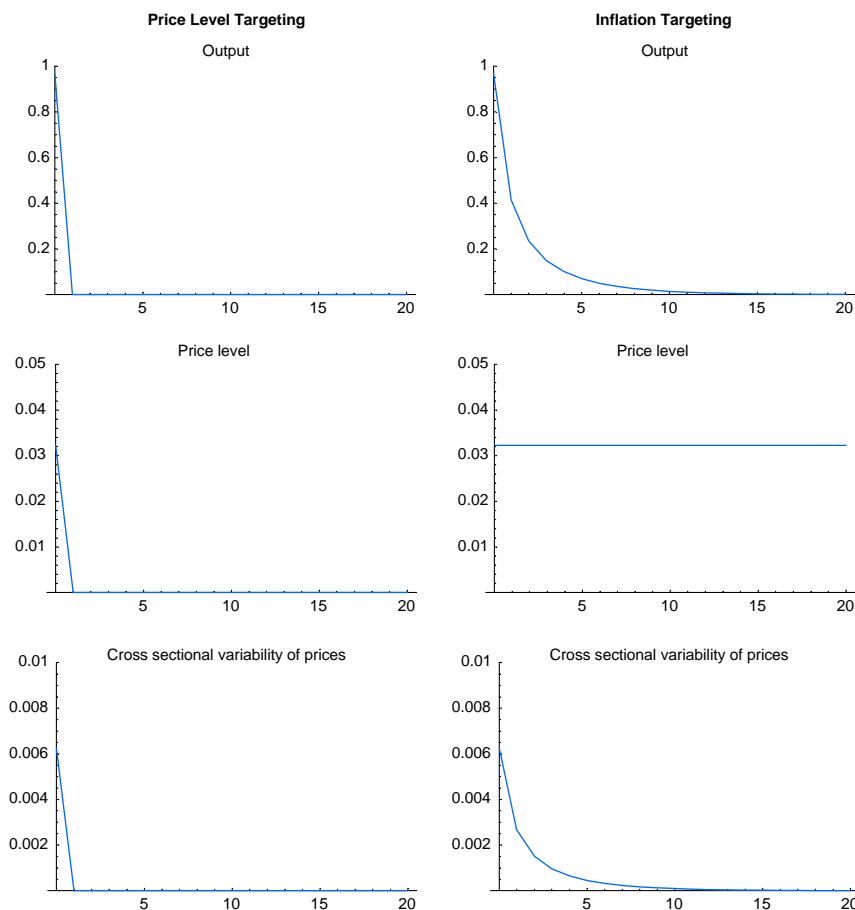 Price Level Targeting
Inflation Targeting
Output
Output
1
0.8
0.6
0.4
0.2
5 10 15 20
1
0.8
0.6
0.4
0.2
5 10 15 20
Price level
Price level
0.05
0.04
0.03
0.02
0.01
5 10 15 20
0.05
0.04
0.03
0.02
0.01
5 10 15 20
Cross sectional variability of prices
Cross sectional variability of prices
0.01
0.008
0.006
0.004
0.002
5 10 15 20
0.01
0.008
0.006
0.004
0.002
5 10 15 20